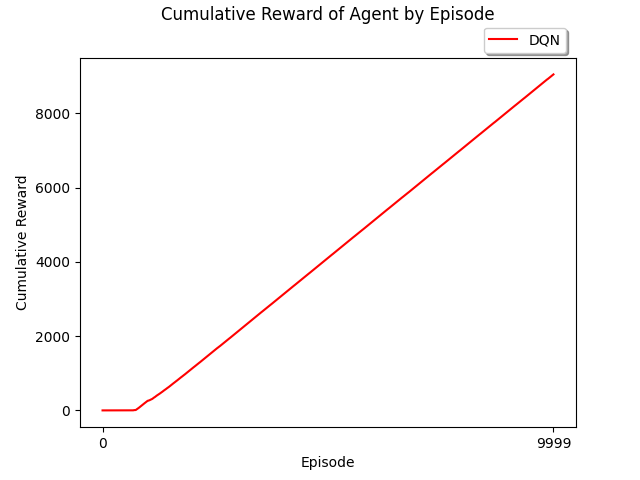 Cumulative Reward of Agent by Episode
DQN
8000
6000
4000
2000
0
Cumulative Reward
0
9999
Episode